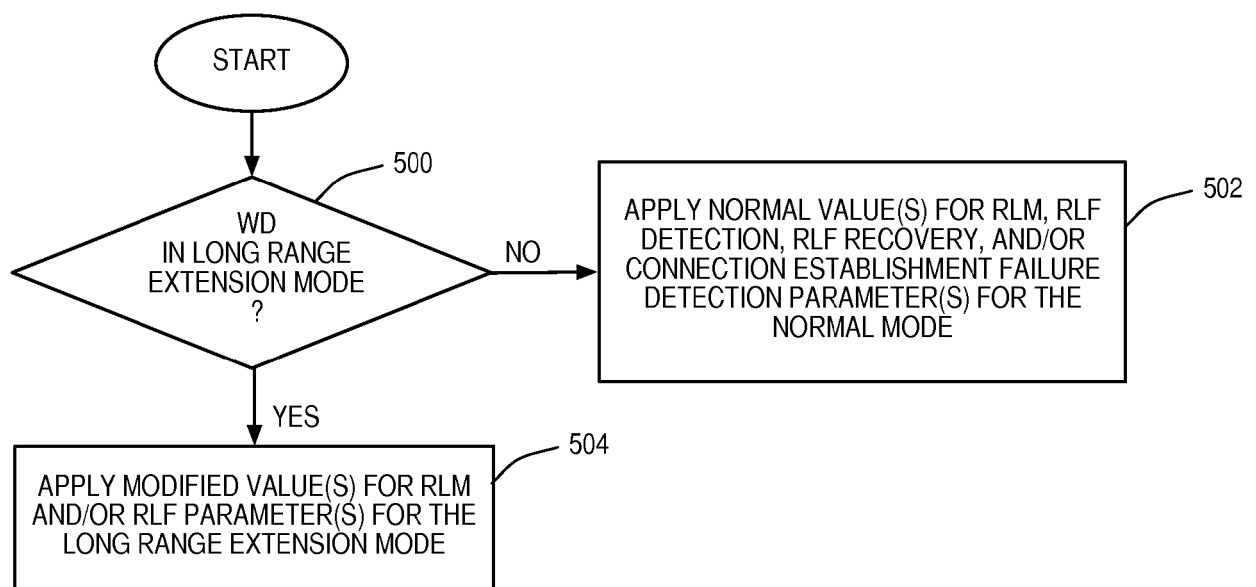 START
500
WD
IN LONG RANGE
EXTENSION MODE
?
NO
502
APPLY NORMAL VALUE(S) FOR RLM, RLF
DETECTION, RLF RECOVERY, AND/OR
CONNECTION ESTABLISHMENT FAILURE
DETECTION PARAMETER(S) FOR THE
NORMAL MODE
YES
504
APPLY MODIFIED VALUE(S) FOR RLM
AND/OR RLF PARAMETER(S) FOR THE
LONG RANGE EXTENSION MODE